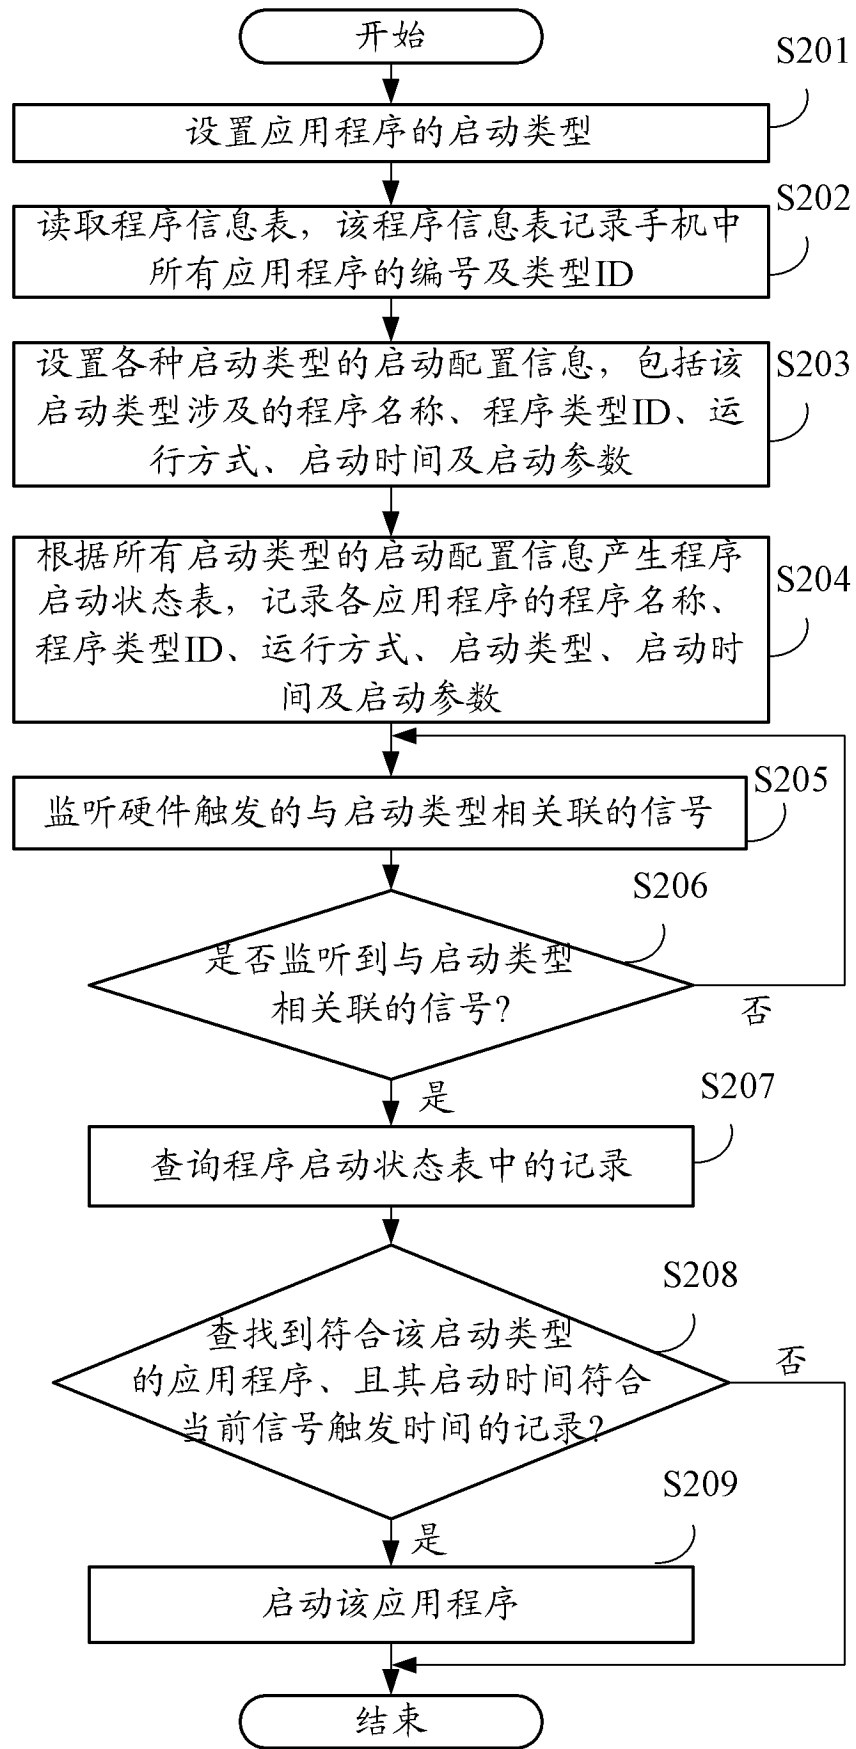 开始
S201
设置应用程序的启动类型
S202
读取程序信息表，该程序信息表记录手机中
所有应用程序的编号及类型ID
S203
设置各种启动类型的启动配置信息，包括该
启动类型涉及的程序名称、程序类型ID、运
行方式、启动时间及启动参数
S204
根据所有启动类型的启动配置信息产生程序
启动状态表，记录各应用程序的程序名称、
程序类型ID、运行方式、启动类型、启动时
间及启动参数
S205
监听硬件触发的与启动类型相关联的信号
S206
是否监听到与启动类型
相关联的信号?
否
是
S207
查询程序启动状态表中的记录
S208
查找到符合该启动类型
的应用程序、且其启动时间符合
当前信号触发时间的记录?
否
是
S209
启动该应用程序
结束